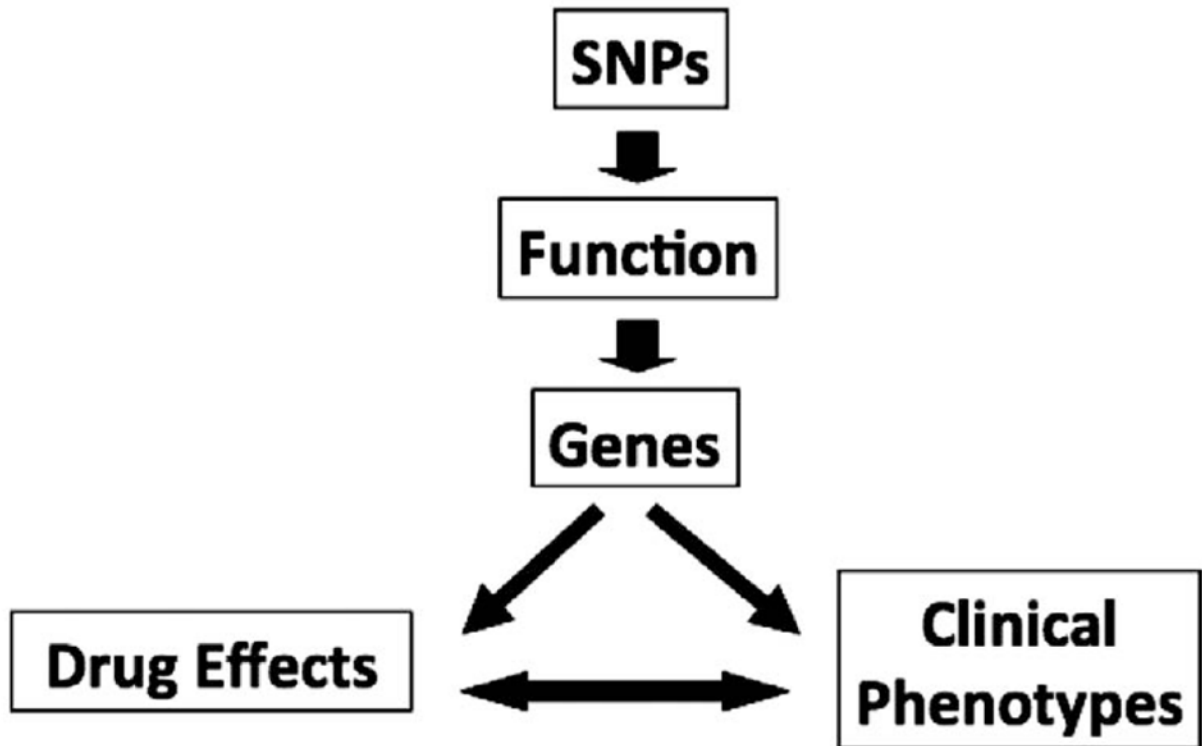 SNPs
Function
Genes
Drug Effects
Clinical
Phenotypes